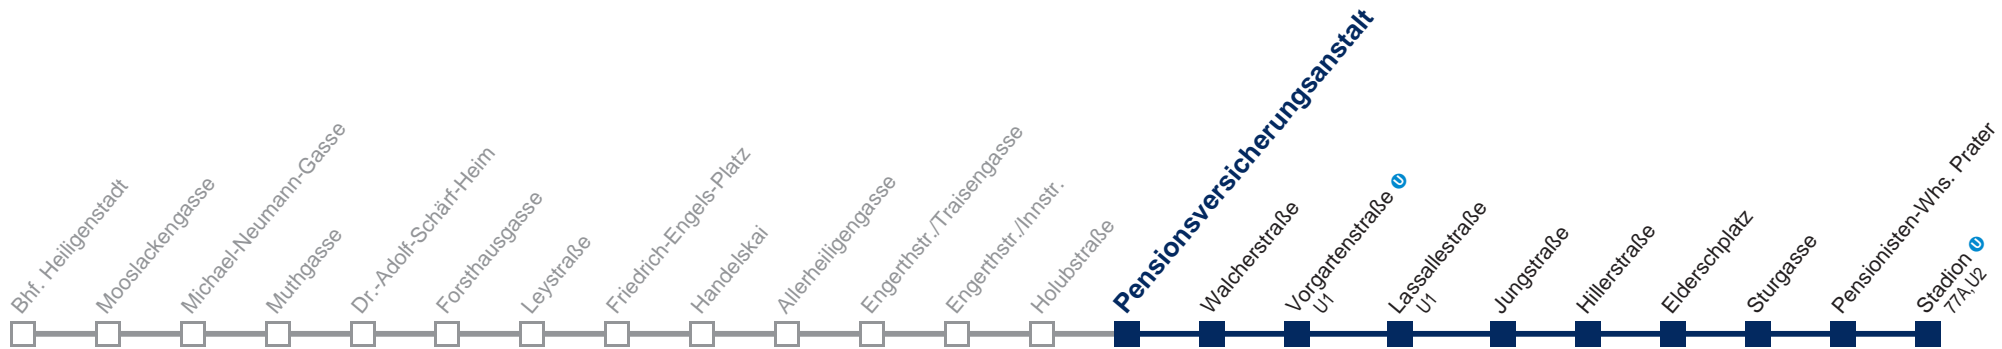 Bhf. Heiligenstadt
Mooslackengasse
Michael-Neumann-Gasse
Muthgasse
Dr.-Adolf-Schärf-Heim
Forsthausgasse
Leystraße
Friedrich-Engels-Platz
Handelskai
Allerheiligengasse
Engerthstr./Traisengasse
Engerthstr./Innstr.
Holubstraße
Pensionsversicherungsanstalt
Walcherstraße
Vorgartenstraße U
U1
Lassallestraße
U1
Jungstraße
Hillerstraße
Elderschplatz
Sturgasse
Pensionisten-Whs. Prater
Stadion U
77A,U2